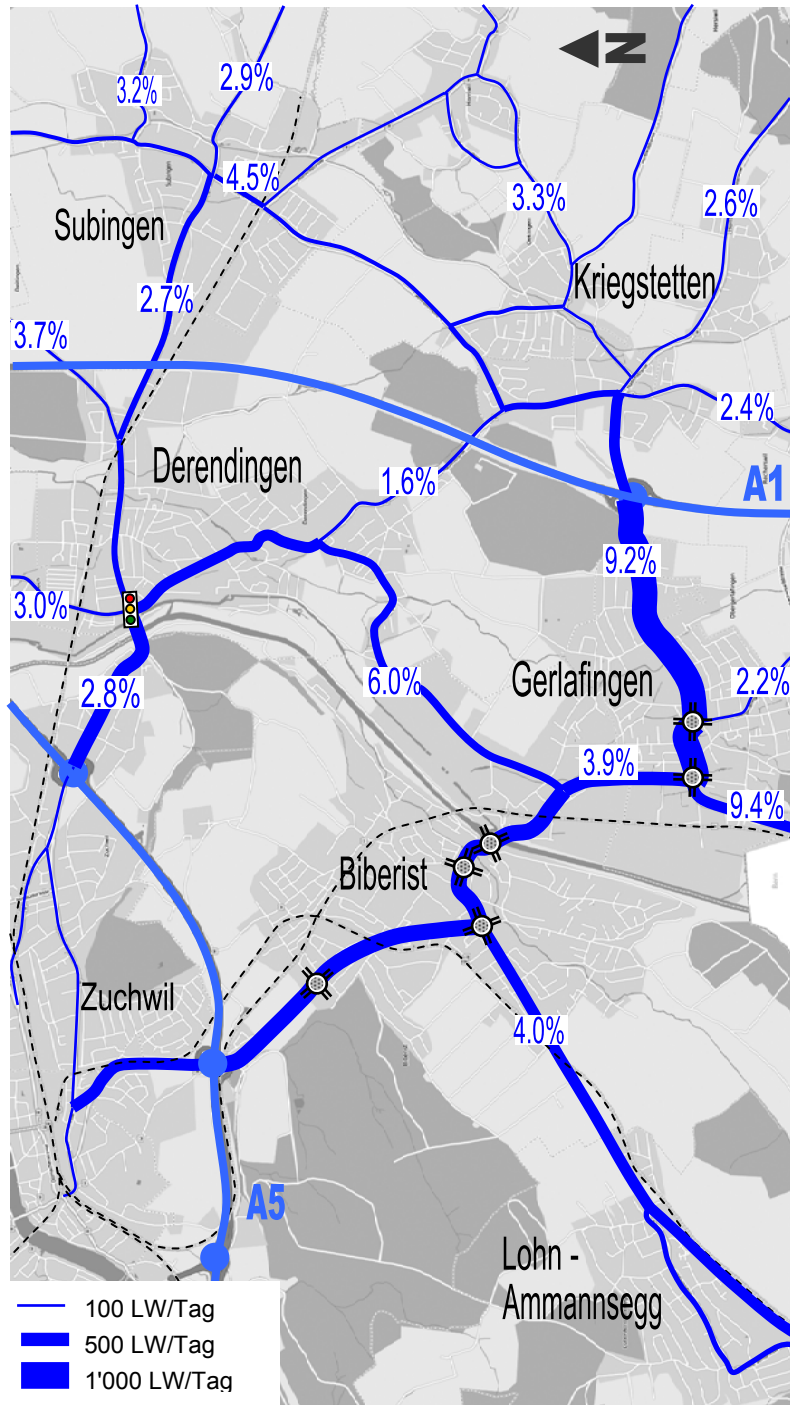 N
3.2%
2.9%
4.5%
Subingen
3.3%
2.6%
Kriegstetten
2.7%
3.7%
2.4%
Derendingen
1.6%
A1
9.2%
3.0%
6.0%
Gerlafingen
2.2%
2.8%
3.9%
9.4%
Biberist
Zuchwil
4.0%
A5
Lohn -
Ammannsegg
100 LW/Tag
500 LW/Tag
1'000 LW/Tag